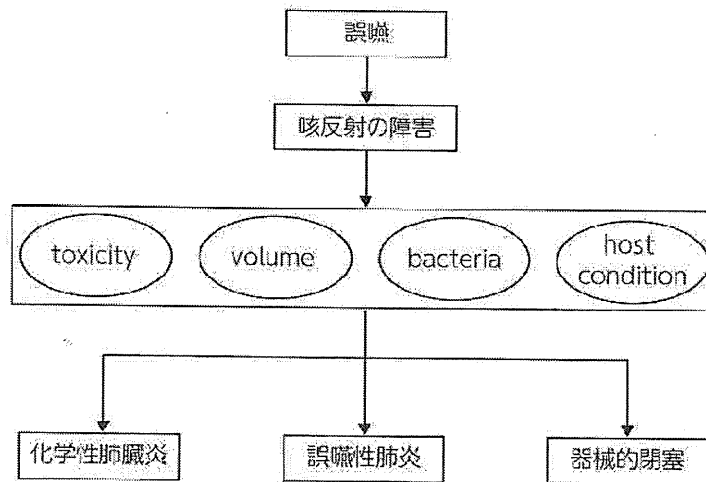 誤嚥
咳反射の障害
toxicity
volume
bacteria
host
condition
化学性肺臓炎
誤嚥性肺炎
器械的閉塞